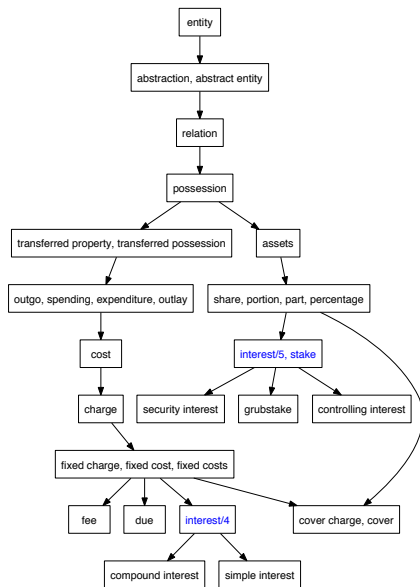 entity
abstraction, abstract entity
relation
possession
transferred property, transferred possession
assets
outgo, spending, expenditure, outlay
share, portion, part, percentage
cost
interest/5, stake
charge
security interest
grubstake
controlling interest
fixed charge, fixed cost, fixed costs
fee
due
interest/4
cover charge, cover
compound interest
simple interest